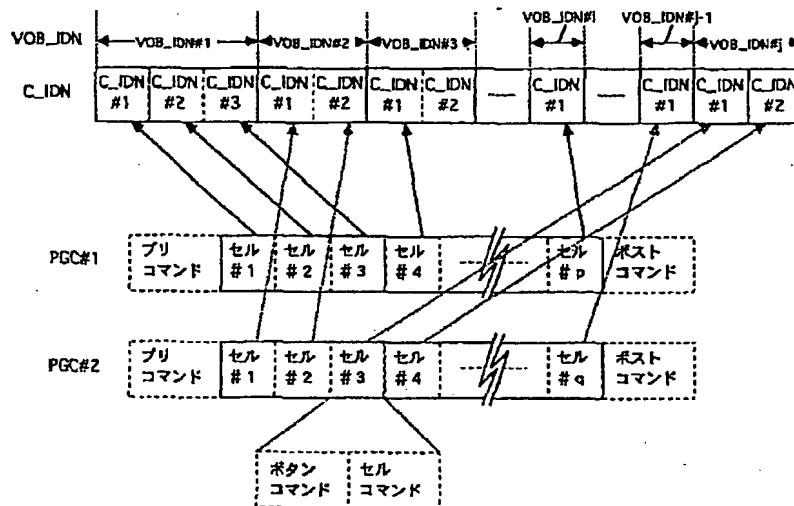 VOB_IDN VOB_IDN#1 VOB_IDN#2 VOB_IDN#3 VOB_IDN#i VOB_IDN#j-1 VOB_IDN#j
C_IDN C_IDN #1 C_IDN #2 C_IDN #3 C_IDN #1 C_IDN #2 C_IDN #1 C_IDN #2 C_IDN #1 C_IDN #1 C_IDN #1 C_IDN #2
PGC#1 プリ コマンド セル #1 セル #2 セル #3 セル #4 セル #p ポスト コマンド
PGC#2 プリ コマンド セル #1 セル #2 セル #3 セル #4 セル #q ポスト コマンド
ボタン コマンド セル コマンド